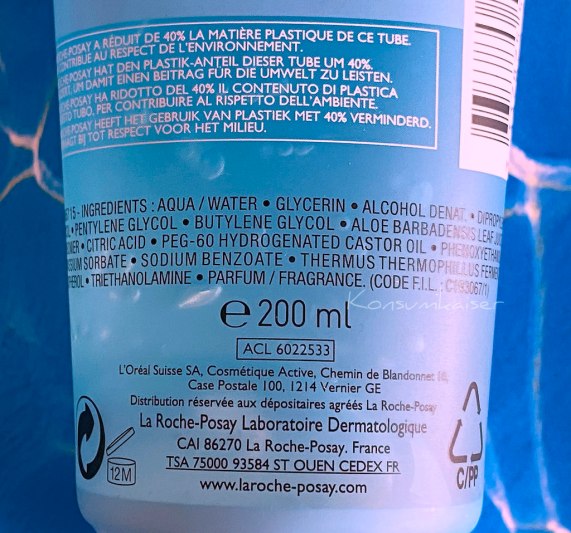 ROCHE-POSAY A RÉDUIT DE 40% LA MATIÈRE PLASTIQUE DE CE TUBE.
CONTRIBUE AU RESPECT DE L'ENVIRONNEMENT.
ROCHE-POSAY HAT DEN PLASTIK-ANTEIL DIESER TUBE UM 40%
UM DAMIT EINEN BEITRAG FÜR DIE UMWELT ZU LEISTEN.
ROCHE-POSAY HA RIDOTTO DEL 40% IL CONTENUTO DI PLASTICA
TUBO, PER CONTRIBUIRE AL RISPETTO DELL'AMBIENTE.
ROCHE-POSAY HEEFT HET GEBRUIK VAN PLASTIEK MET 40% VERMINDERD.
BIJ TOT RESPECT VOOR HET MILIEU.
15 - INGREDIENTS : AQUA / WATER • GLYCERIN • ALCOHOL DENAT. • DIPROPYL
• PENTYLENE GLYCOL • BUTYLENE GLYCOL • ALOE BARBADENSIS LEAF JUICE
• CITRIC ACID • PEG-60 HYDROGENATED CASTOR OIL • PHENOXYETHAN
SORBATE • SODIUM BENZOATE • THERMUS THERMOPHILLUS FERMEN
• TRIETHANOLAMINE • PARFUM / FRAGRANCE. (CODE F.I.L. : C193067/1)
Konsumkaiser
e 200 ml
ACL 6022533
L'Oréal Suisse SA, Cosmétique Active, Chemin de Blandonnet
Case Postale 100, 1214 Vernier GE
Distribution réservée aux dépositaires agréés La Roche-Posay
La Roche-Posay Laboratoire Dermatologique
CAI 86270 La Roche-Posay. France
TSA 75000 93584 ST OUEN CEDEX FR
www.laroche-posay.com
12M
C/PP